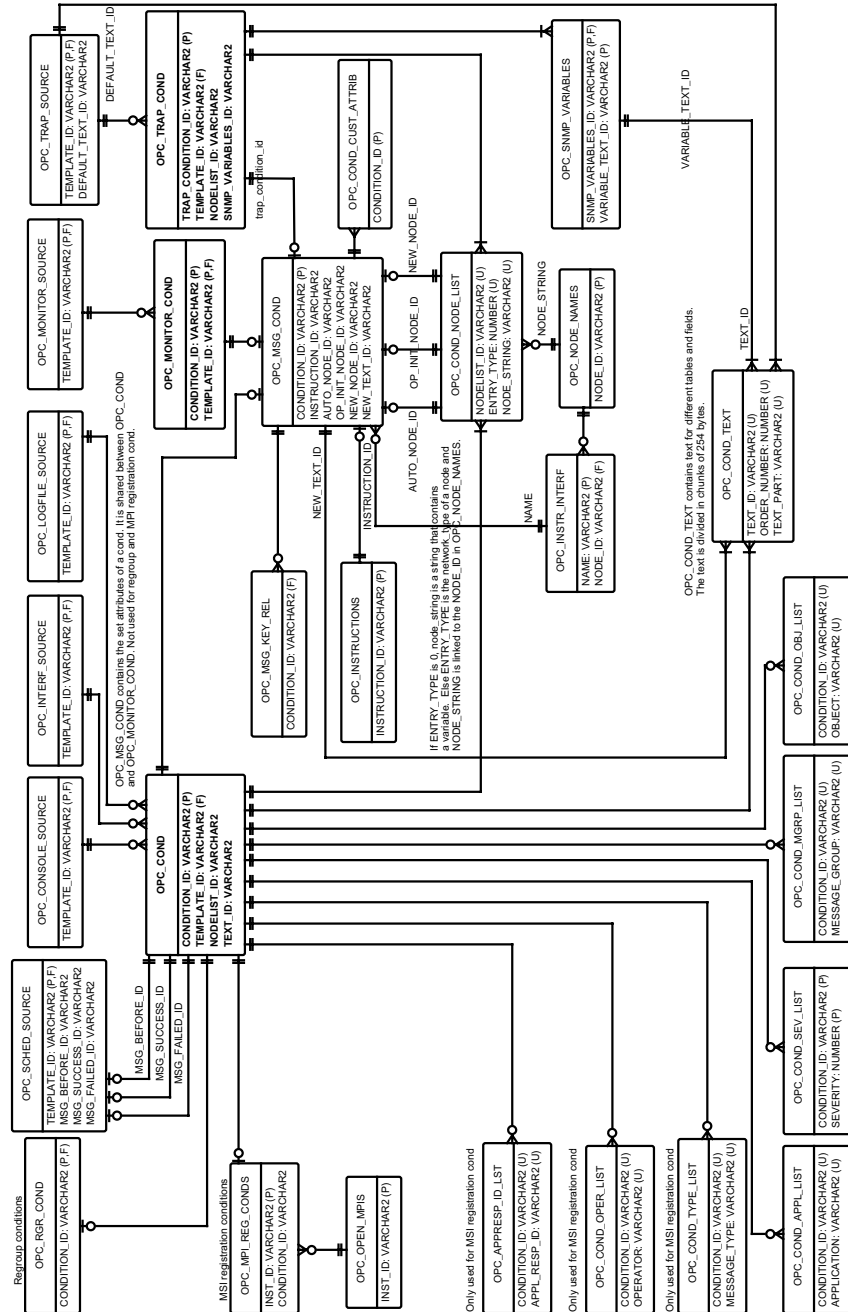 Regroup conditions
OPC_RGR_COND
CONDITION_ID: VARCHAR2 (P,F)
OPC_SCHED_SOURCE
TEMPLATE_ID: VARCHAR2 (P,F)
MSG_BEFORE_ID: VARCHAR2
MSG_SUCCESS_ID: VARCHAR2
MSG_FAILED_ID: VARCHAR2
OPC_CONSOLE_SOURCE
TEMPLATE_ID: VARCHAR2 (P,F)
OPC_INTERF_SOURCE
TEMPLATE_ID: VARCHAR2 (P,F)
OPC_LOGFILE_SOURCE
TEMPLATE_ID: VARCHAR2 (P,F)
OPC_MONITOR_SOURCE
TEMPLATE_ID: VARCHAR2 (P,F)
OPC_TRAP_SOURCE
TEMPLATE_ID: VARCHAR2 (P,F)
DEFAULT_TEXT_ID: VARCHAR2
DEFAULT_TEXT_ID
MSG_BEFORE_ID
MSG_SUCCESS_ID
MSG_FAILED_ID
OPC_COND
CONDITION_ID: VARCHAR2 (P)
TEMPLATE_ID: VARCHAR2 (F)
NODELIST_ID: VARCHAR2
TEXT_ID: VARCHAR2
OPC_MSG_COND contains the set attributes of a cond. It is shared between OPC_COND
and OPC_MONITOR_COND. Not used for regroup and MPI registration cond.
OPC_MONITOR_COND
CONDITION_ID: VARCHAR2 (P)
TEMPLATE_ID: VARCHAR2 (P,F)
OPC_TRAP_COND
TRAP_CONDITION_ID: VARCHAR2 (P)
TEMPLATE_ID: VARCHAR2 (F)
NODELIST_ID: VARCHAR2
SNMP_VARIABLES_ID: VARCHAR2
trap_condition_id
MSI registration conditions
OPC_MPI_REG_CONDS
INST_ID: VARCHAR2 (P)
CONDITION_ID: VARCHAR2
OPC_OPEN_MPIS
INST_ID: VARCHAR2 (P)
OPC_MSG_KEY_REL
CONDITION_ID: VARCHAR2 (F)
OPC_MSG_COND
CONDITION_ID: VARCHAR2 (P)
INSTRUCTION_ID: VARCHAR2
AUTO_NODE_ID: VARCHAR2
OP_INIT_NODE_ID: VARCHAR2
NEW_NODE_ID: VARCHAR2
NEW_TEXT_ID: VARCHAR2
OPC_COND_CUST_ATTRIB
CONDITION_ID (P)
NEW_TEXT_ID
INSTRUCTION_ID
OPC_INSTRUCTIONS
INSTRUCTION_ID: VARCHAR2 (P)
AUTO_NODE_ID
OP_INIT_NODE_ID
NEW_NODE_ID
If ENTRY_TYPE is 0, node_string is a string that contains
a variable. Else ENTRY_TYPE is the network_type of a node and
NODE_STRING is linked to the NODE_ID in OPC_NODE_NAMES.
OPC_COND_NODE_LIST
NODELIST_ID: VARCHAR2 (U)
ENTRY_TYPE: NUMBER (U)
NODE_STRING: VARCHAR2 (U)
NAME
NODE_STRING
OPC_INSTR_INTERF
NAME: VARCHAR2 (P)
NODE_ID: VARCHAR2 (F)
OPC_NODE_NAMES
NODE_ID: VARCHAR2 (P)
OPC_SNMP_VARIABLES
SNMP_VARIABLES_ID: VARCHAR2 (P,F)
VARIABLE_TEXT_ID: VARCHAR2 (P)
VARIABLE_TEXT_ID
TEXT_ID
OPC_COND_TEXT contains text for different tables and fields.
The text is divided in chunks of 254 bytes.
OPC_COND_TEXT
TEXT_ID: VARCHAR2 (U)
ORDER_NUMBER: NUMBER (U)
TEXT_PART: VARCHAR2 (U)
Only used for MSI registration cond
OPC_APPRESP_ID_LST
CONDITION_ID: VARCHAR2 (U)
APPL_RESP_ID: VARCHAR2 (U)
Only used for MSI registration cond
OPC_COND_OPER_LIST
CONDITION_ID: VARCHAR2 (U)
OPERATOR: VARCHAR2 (U)
Only used for MSI registration cond
OPC_COND_TYPE_LIST
CONDITION_ID: VARCHAR2 (U)
MESSAGE_TYPE: VARCHAR2 (U)
OPC_COND_APPL_LIST
CONDITION_ID: VARCHAR2 (U)
APPLICATION: VARCHAR2 (U)
OPC_COND_SEV_LIST
CONDITION_ID: VARCHAR2 (P)
SEVERITY: NUMBER (P)
OPC_COND_MGRP_LIST
CONDITION_ID: VARCHAR2 (U)
MESSAGE_GROUP: VARCHAR2 (U)
OPC_COND_OBJ_LIST
CONDITION_ID: VARCHAR2 (U)
OBJECT: VARCHAR2 (U)